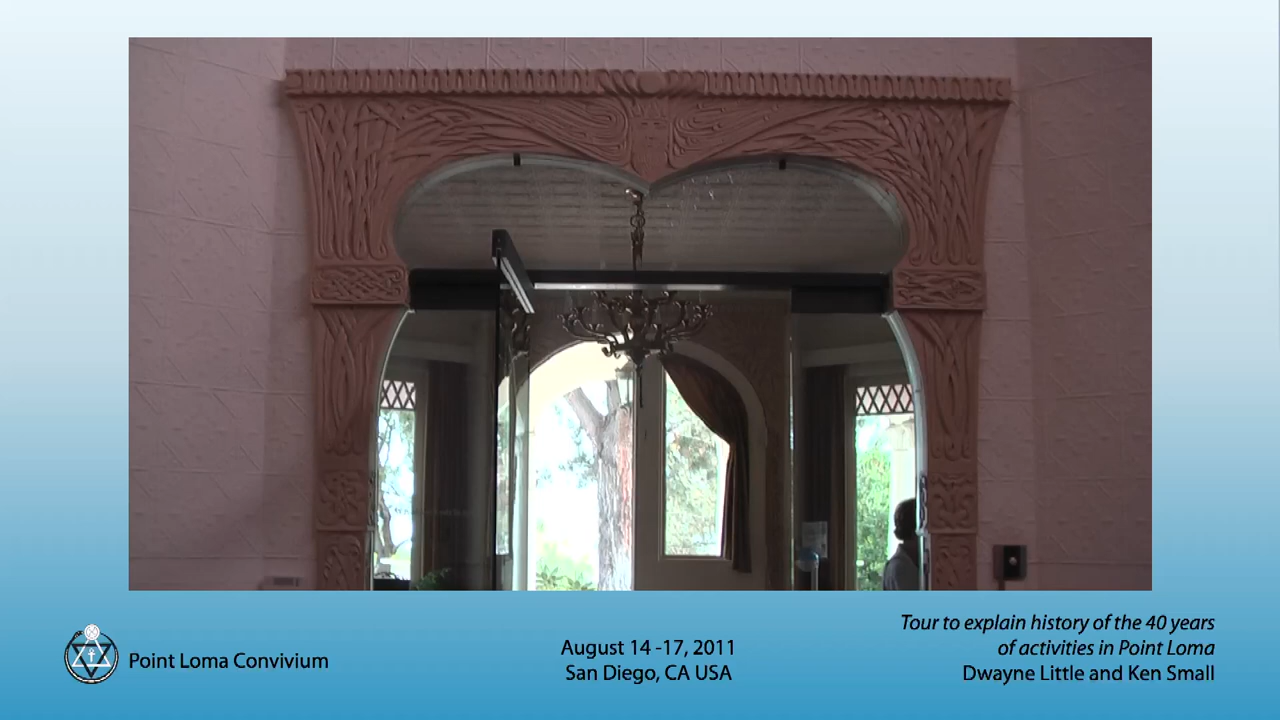 Point Loma Convivium
August 14 -17, 2011
San Diego, CA USA
Tour to explain history of the 40 years
of activities in Point Loma
Dwayne Little and Ken Small